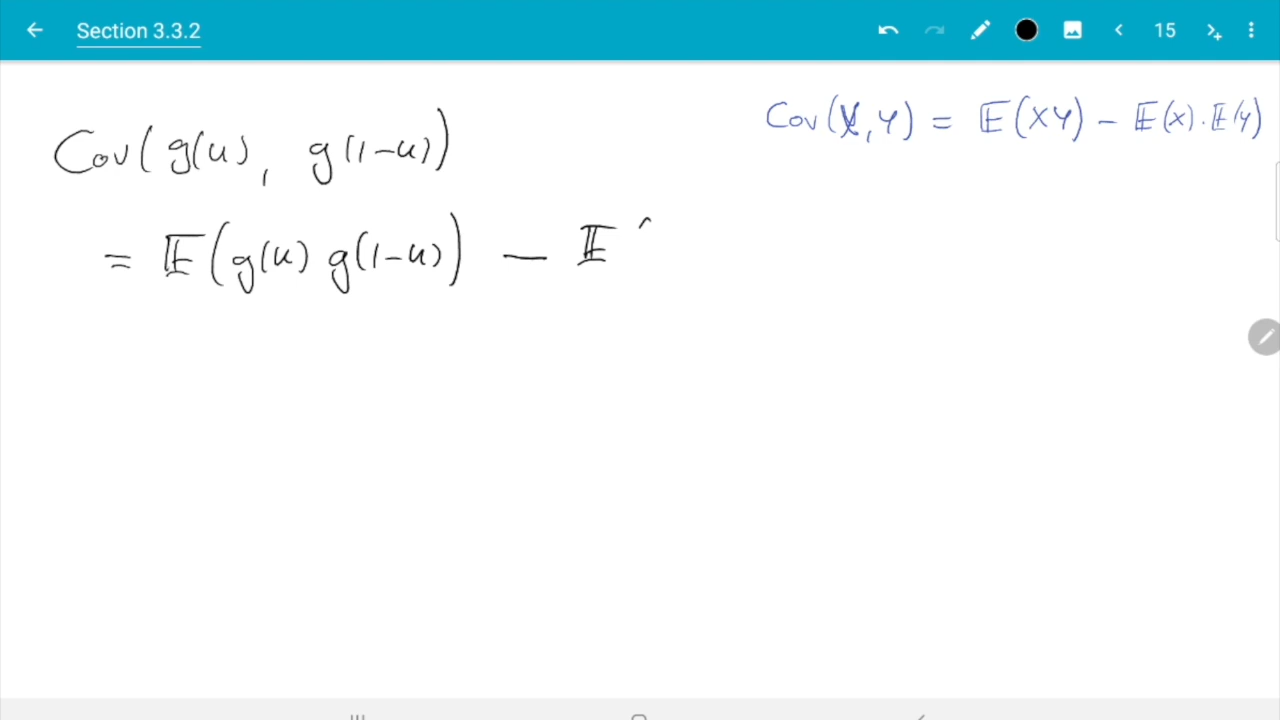 Section 3.3.2
15
Cov(X, Y) = 𝔼(XY) − 𝔼(X) · 𝔼(Y)
Cov(g(u), g(1−u))
= 𝔼(g(u) g(1−u)) − 𝔼